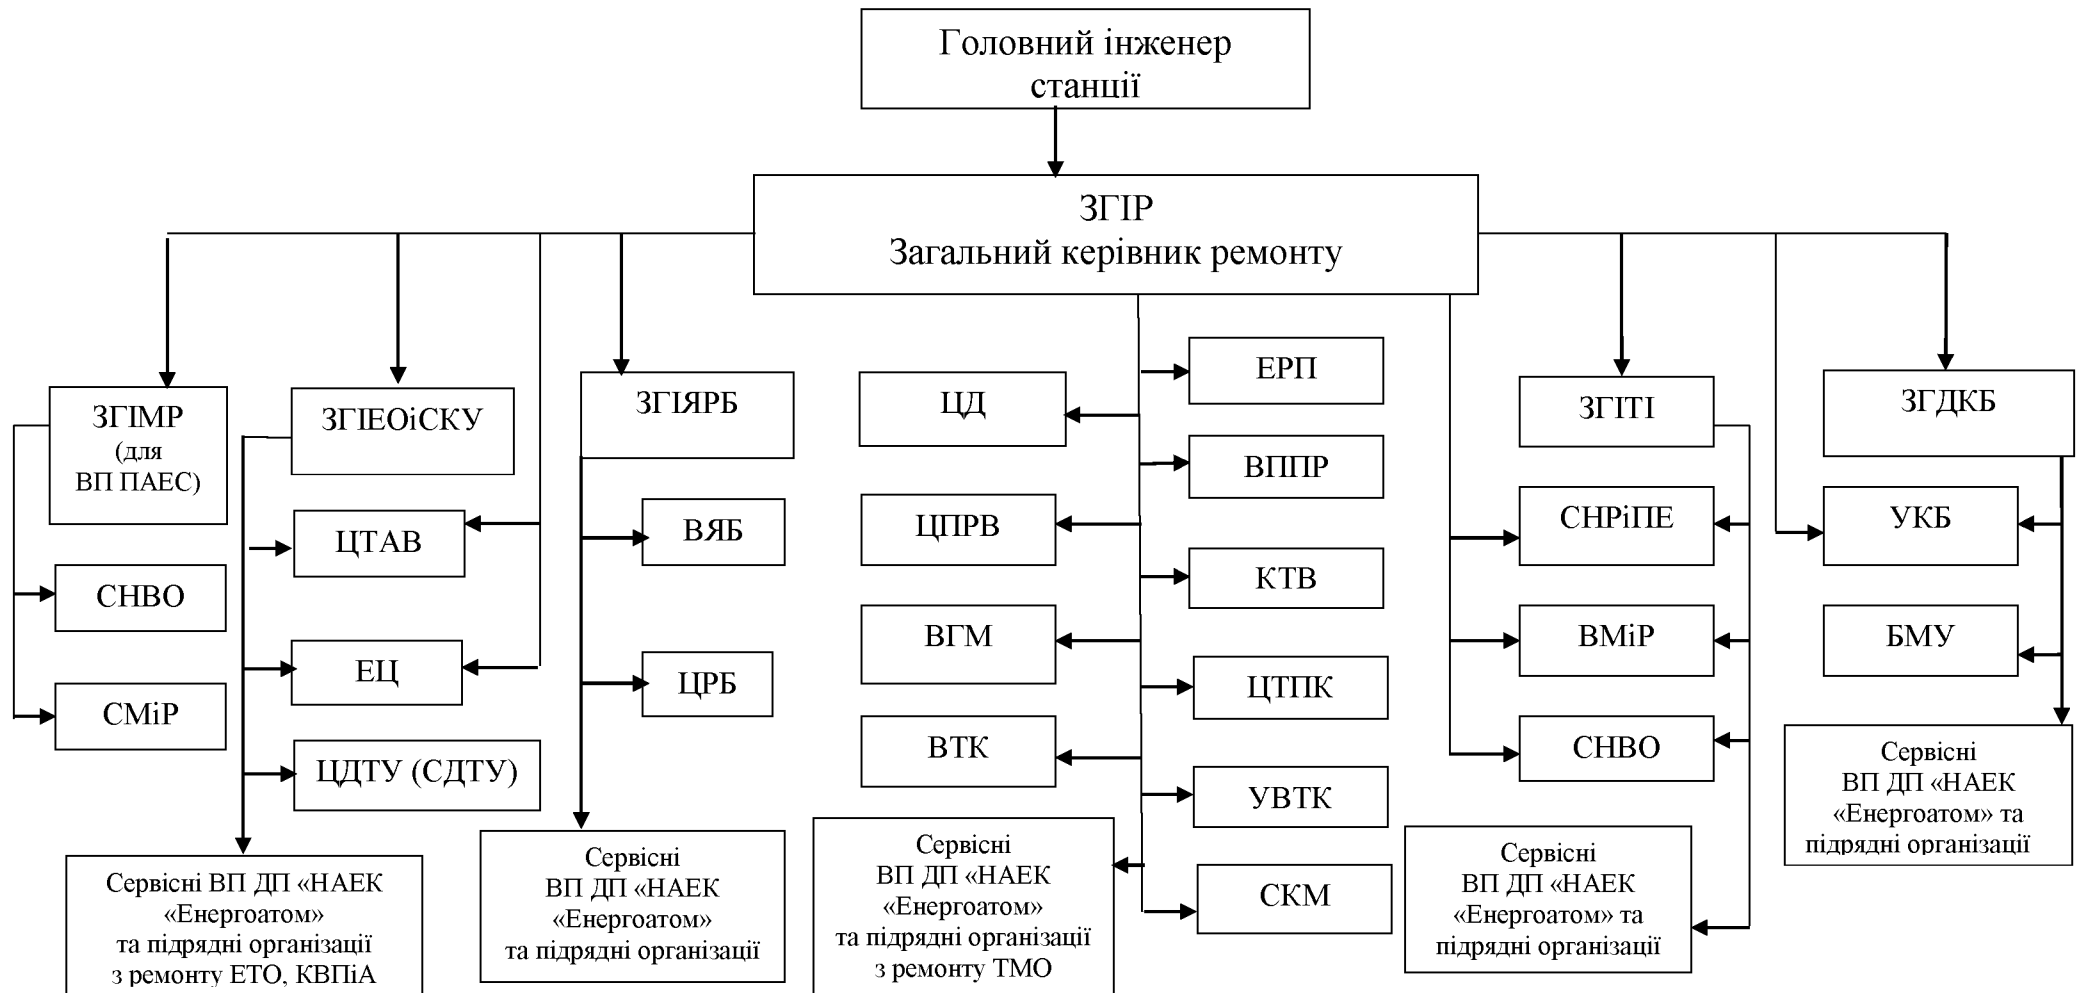 Головний інженер
станції
ЗГІР
Загальний керівник ремонту
ЗГІМР
(для
ВП ПАЕС)
СНВО
СМіР
ЗГІЕОіСКУ
ЦТАВ
ЕЦ
ЦДТУ (СДТУ)
Сервісні ВП ДП «НАЕК
«Енергоатом»
та підрядні організації
з ремонту ЕТО, КВПіА
ЗГІЯРБ
ВЯБ
ЦРБ
Сервісні
ВП ДП «НАЕК
«Енергоатом»
та підрядні організації
ЦД
ЦПРВ
ВГМ
ВТК
Сервісні
ВП ДП «НАЕК
«Енергоатом»
та підрядні організації
з ремонту ТМО
ЕРП
ВППР
КТВ
ЦТПК
УВТК
СКМ
ЗГІТІ
СНРіПЕ
ВМіР
СНВО
Сервісні
ВП ДП «НАЕК
«Енергоатом» та
підрядні організації
ЗГДКБ
УКБ
БМУ
Сервісні
ВП ДП «НАЕК
«Енергоатом» та
підрядні організації